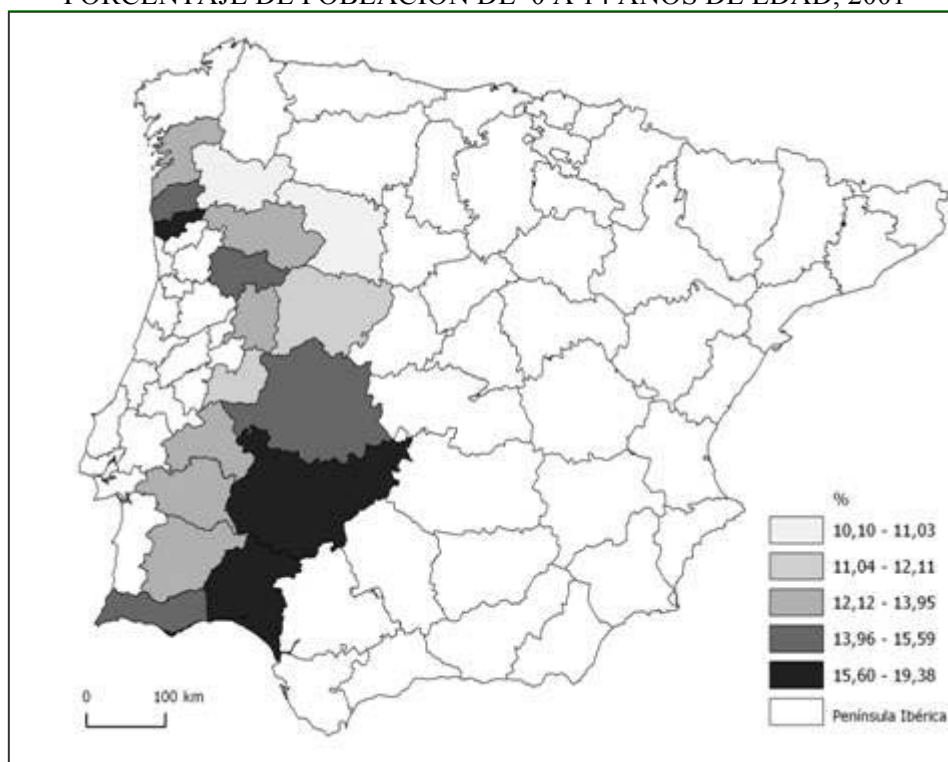 PORCENTAJE DE POBLACIÓN DE 0 A 14 AÑOS DE EDAD, 2001
%
10,10 - 11,03
11,04 - 12,11
12,12 - 13,95
13,96 - 15,59
15,60 - 19,38
Península Ibérica
0 100 km